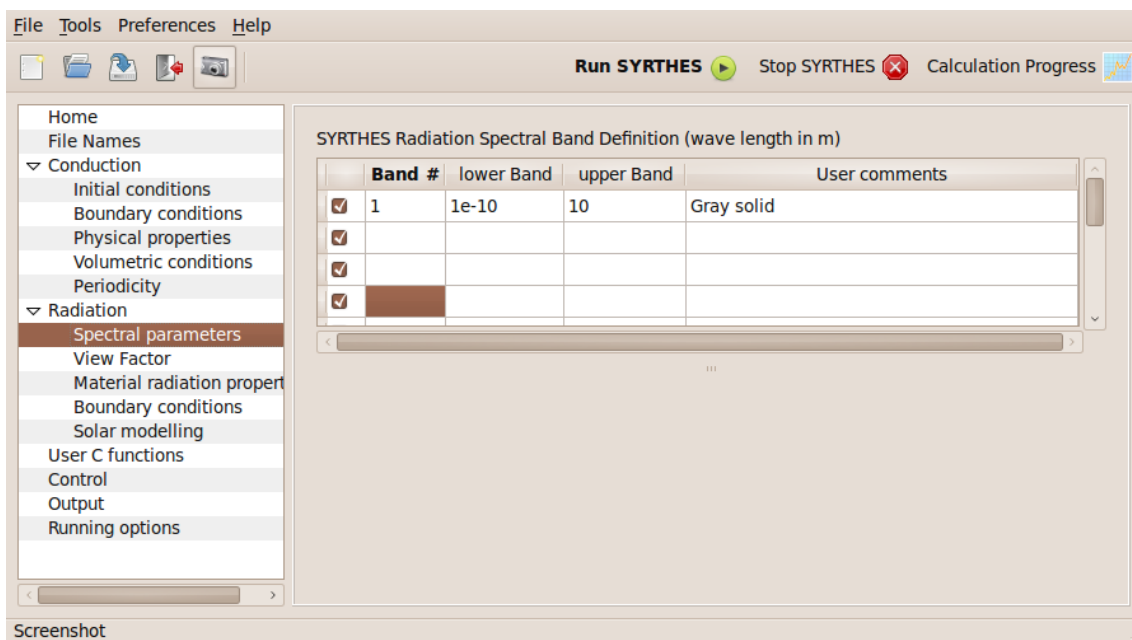 File Tools Preferences Help
Run SYRTHES Stop SYRTHES Calculation Progress
Home
File Names
Conduction
Initial conditions
Boundary conditions
Physical properties
Volumetric conditions
Periodicity
Radiation
Spectral parameters
View Factor
Material radiation propert
Boundary conditions
Solar modelling
User C functions
Control
Output
Running options
SYRTHES Radiation Spectral Band Definition (wave length in m)
Band # lower Band upper Band User comments
1 1e-10 10 Gray solid
Screenshot